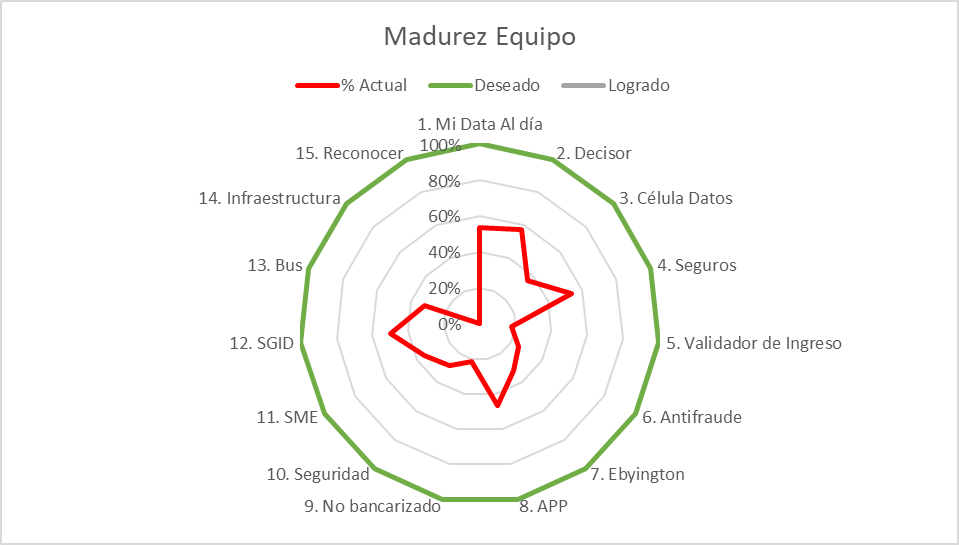 Madurez Equipo
% Actual
Deseado
Logrado
1. Mi Data Al día
2. Decisor
3. Célula Datos
4. Seguros
5. Validador de Ingreso
6. Antifraude
7. Ebyington
8. APP
9. No bancarizado
10. Seguridad
11. SME
12. SGID
13. Bus
14. Infraestructura
15. Reconocer
100%
80%
60%
40%
20%
0%